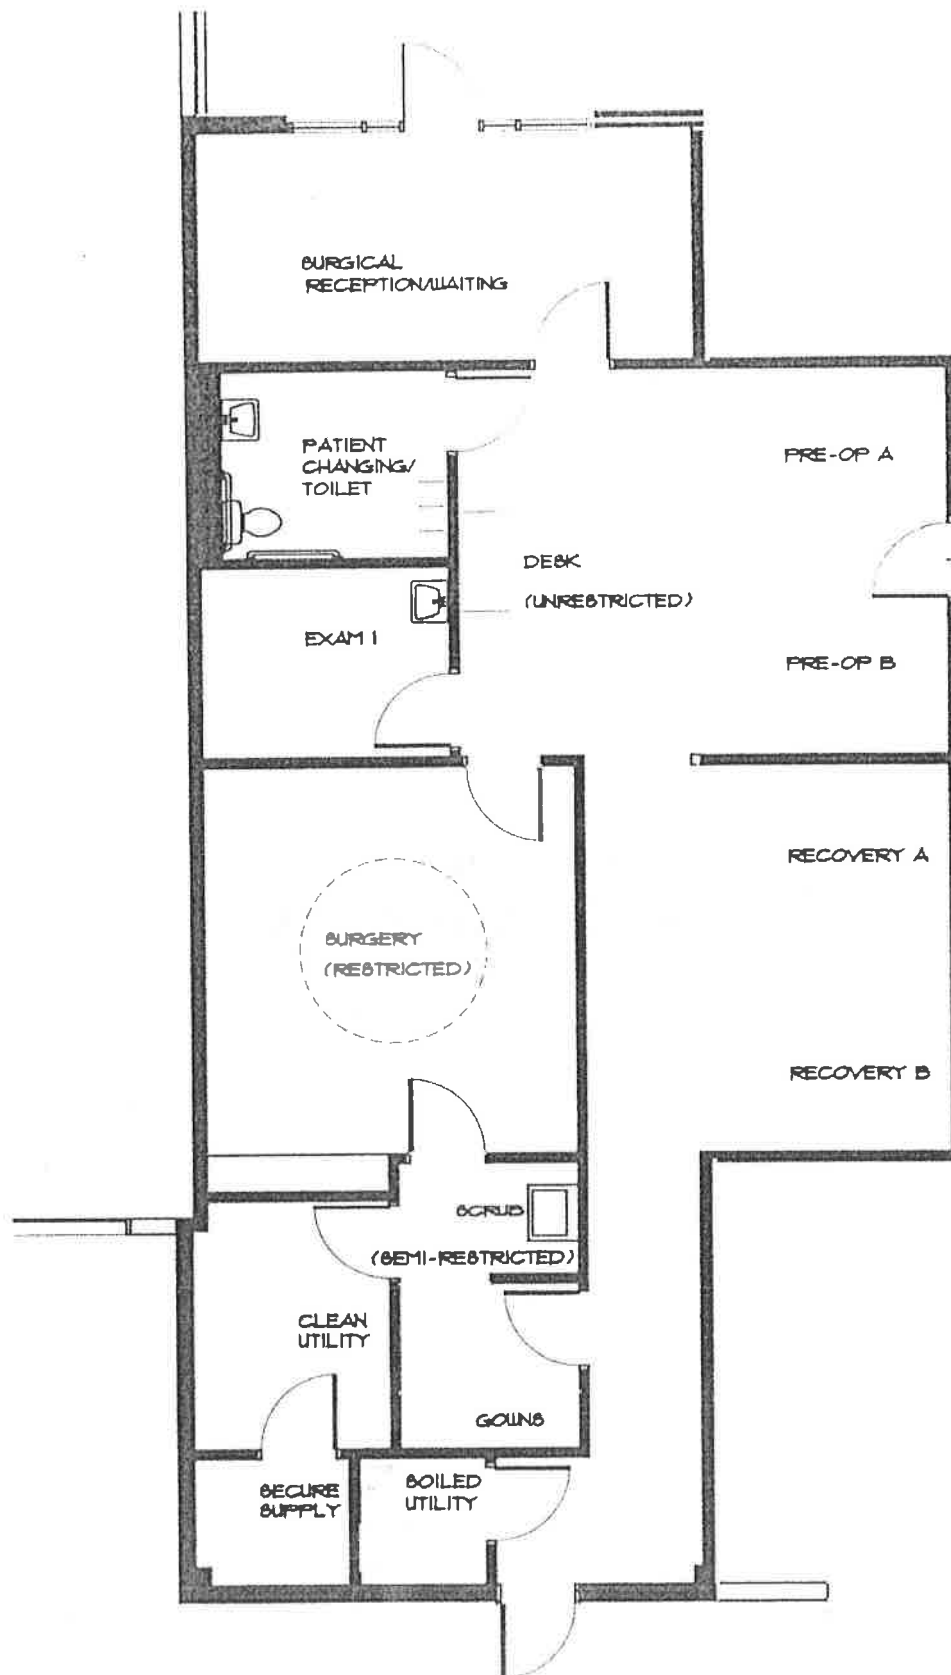 SURGICAL
RECEPTION/WAITING
PATIENT
CHANGING/
TOILET
PRE-OP A
DESK
(UNRESTRICTED)
EXAM 1
PRE-OP B
RECOVERY A
SURGERY
(RESTRICTED)
RECOVERY B
SCRUB
(SEMI-RESTRICTED)
CLEAN
UTILITY
GOWNS
SECURE
SUPPLY
SOILED
UTILITY